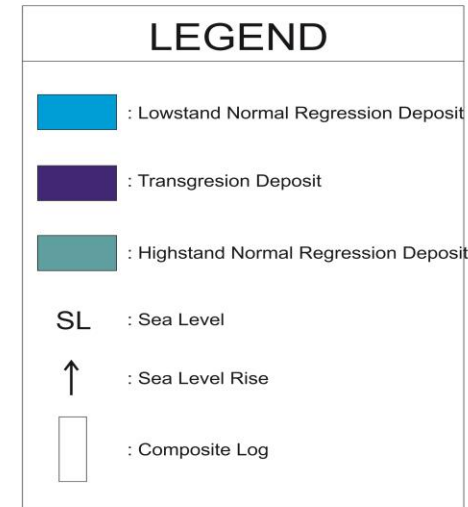 LEGEND
: Lowstand Normal Regression Deposit
: Transgresion Deposit
: Highstand Normal Regression Deposit
SL : Sea Level
: Sea Level Rise
: Composite Log